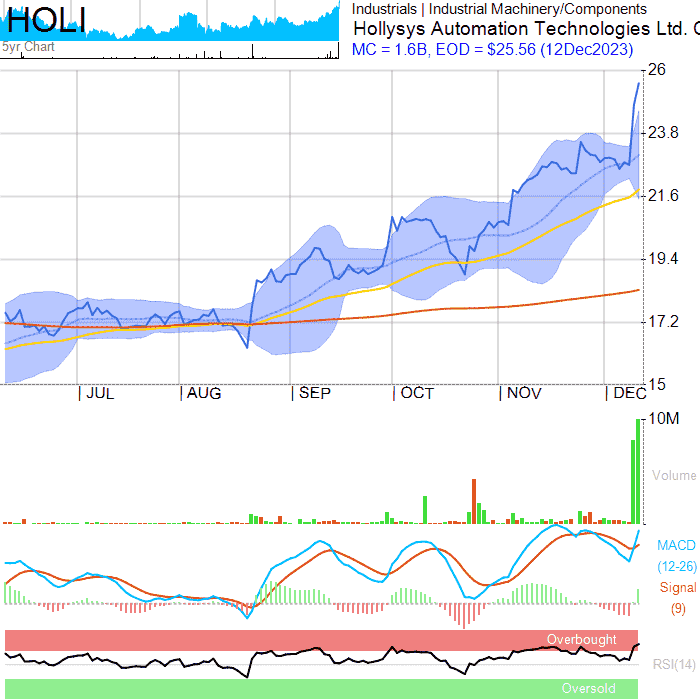 HOLI
5yr Chart
Industrials | Industrial Machinery/Components
Hollysys Automation Technologies Ltd.
MC = 1.6B, EOD = $25.56 (12Dec2023)
26
23.8
21.6
19.4
17.2
15
| JUL | AUG | SEP | OCT | NOV | DEC
10M
Volume
MACD
(12-26)
Signal
(9)
Overbought
RSI(14)
Oversold